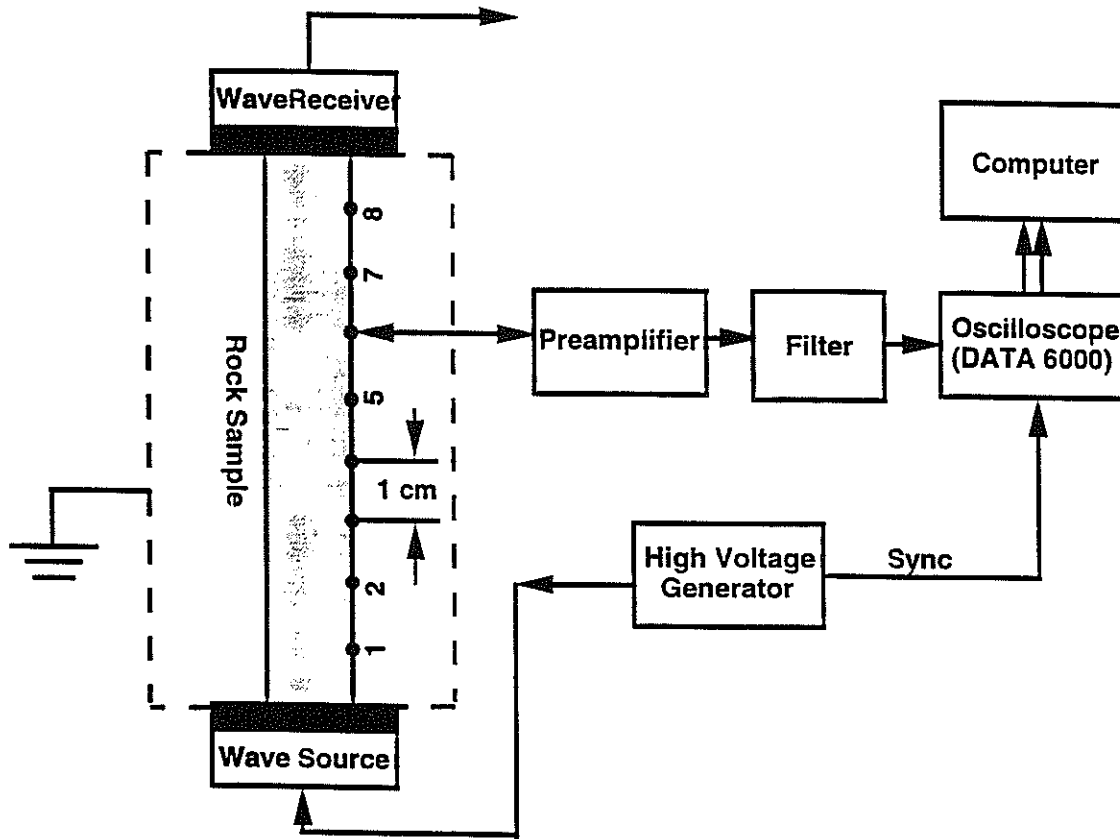 WaveReceiver
Computer
8
7
Rock Sample
Preamplifier
Filter
Oscilloscope
(DATA 6000)
5
1 cm
High Voltage
Generator
Sync
2
1
Wave Source